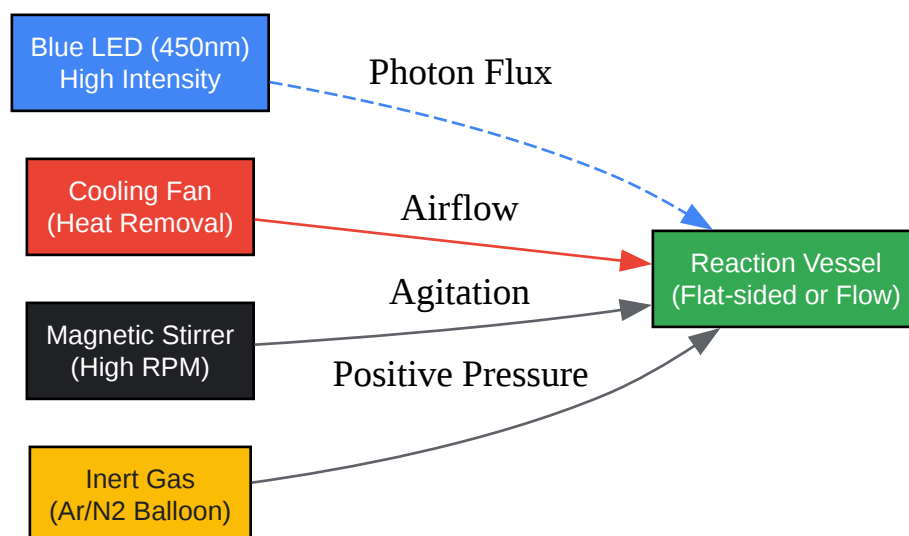 Blue LED (450nm)
High Intensity
Photon Flux
Cooling Fan
(Heat Removal)
Airflow
Reaction Vessel
(Flat-sided or Flow)
Agitation
Magnetic Stirrer
(High RPM)
Positive Pressure
Inert Gas
(Ar/N2 Balloon)